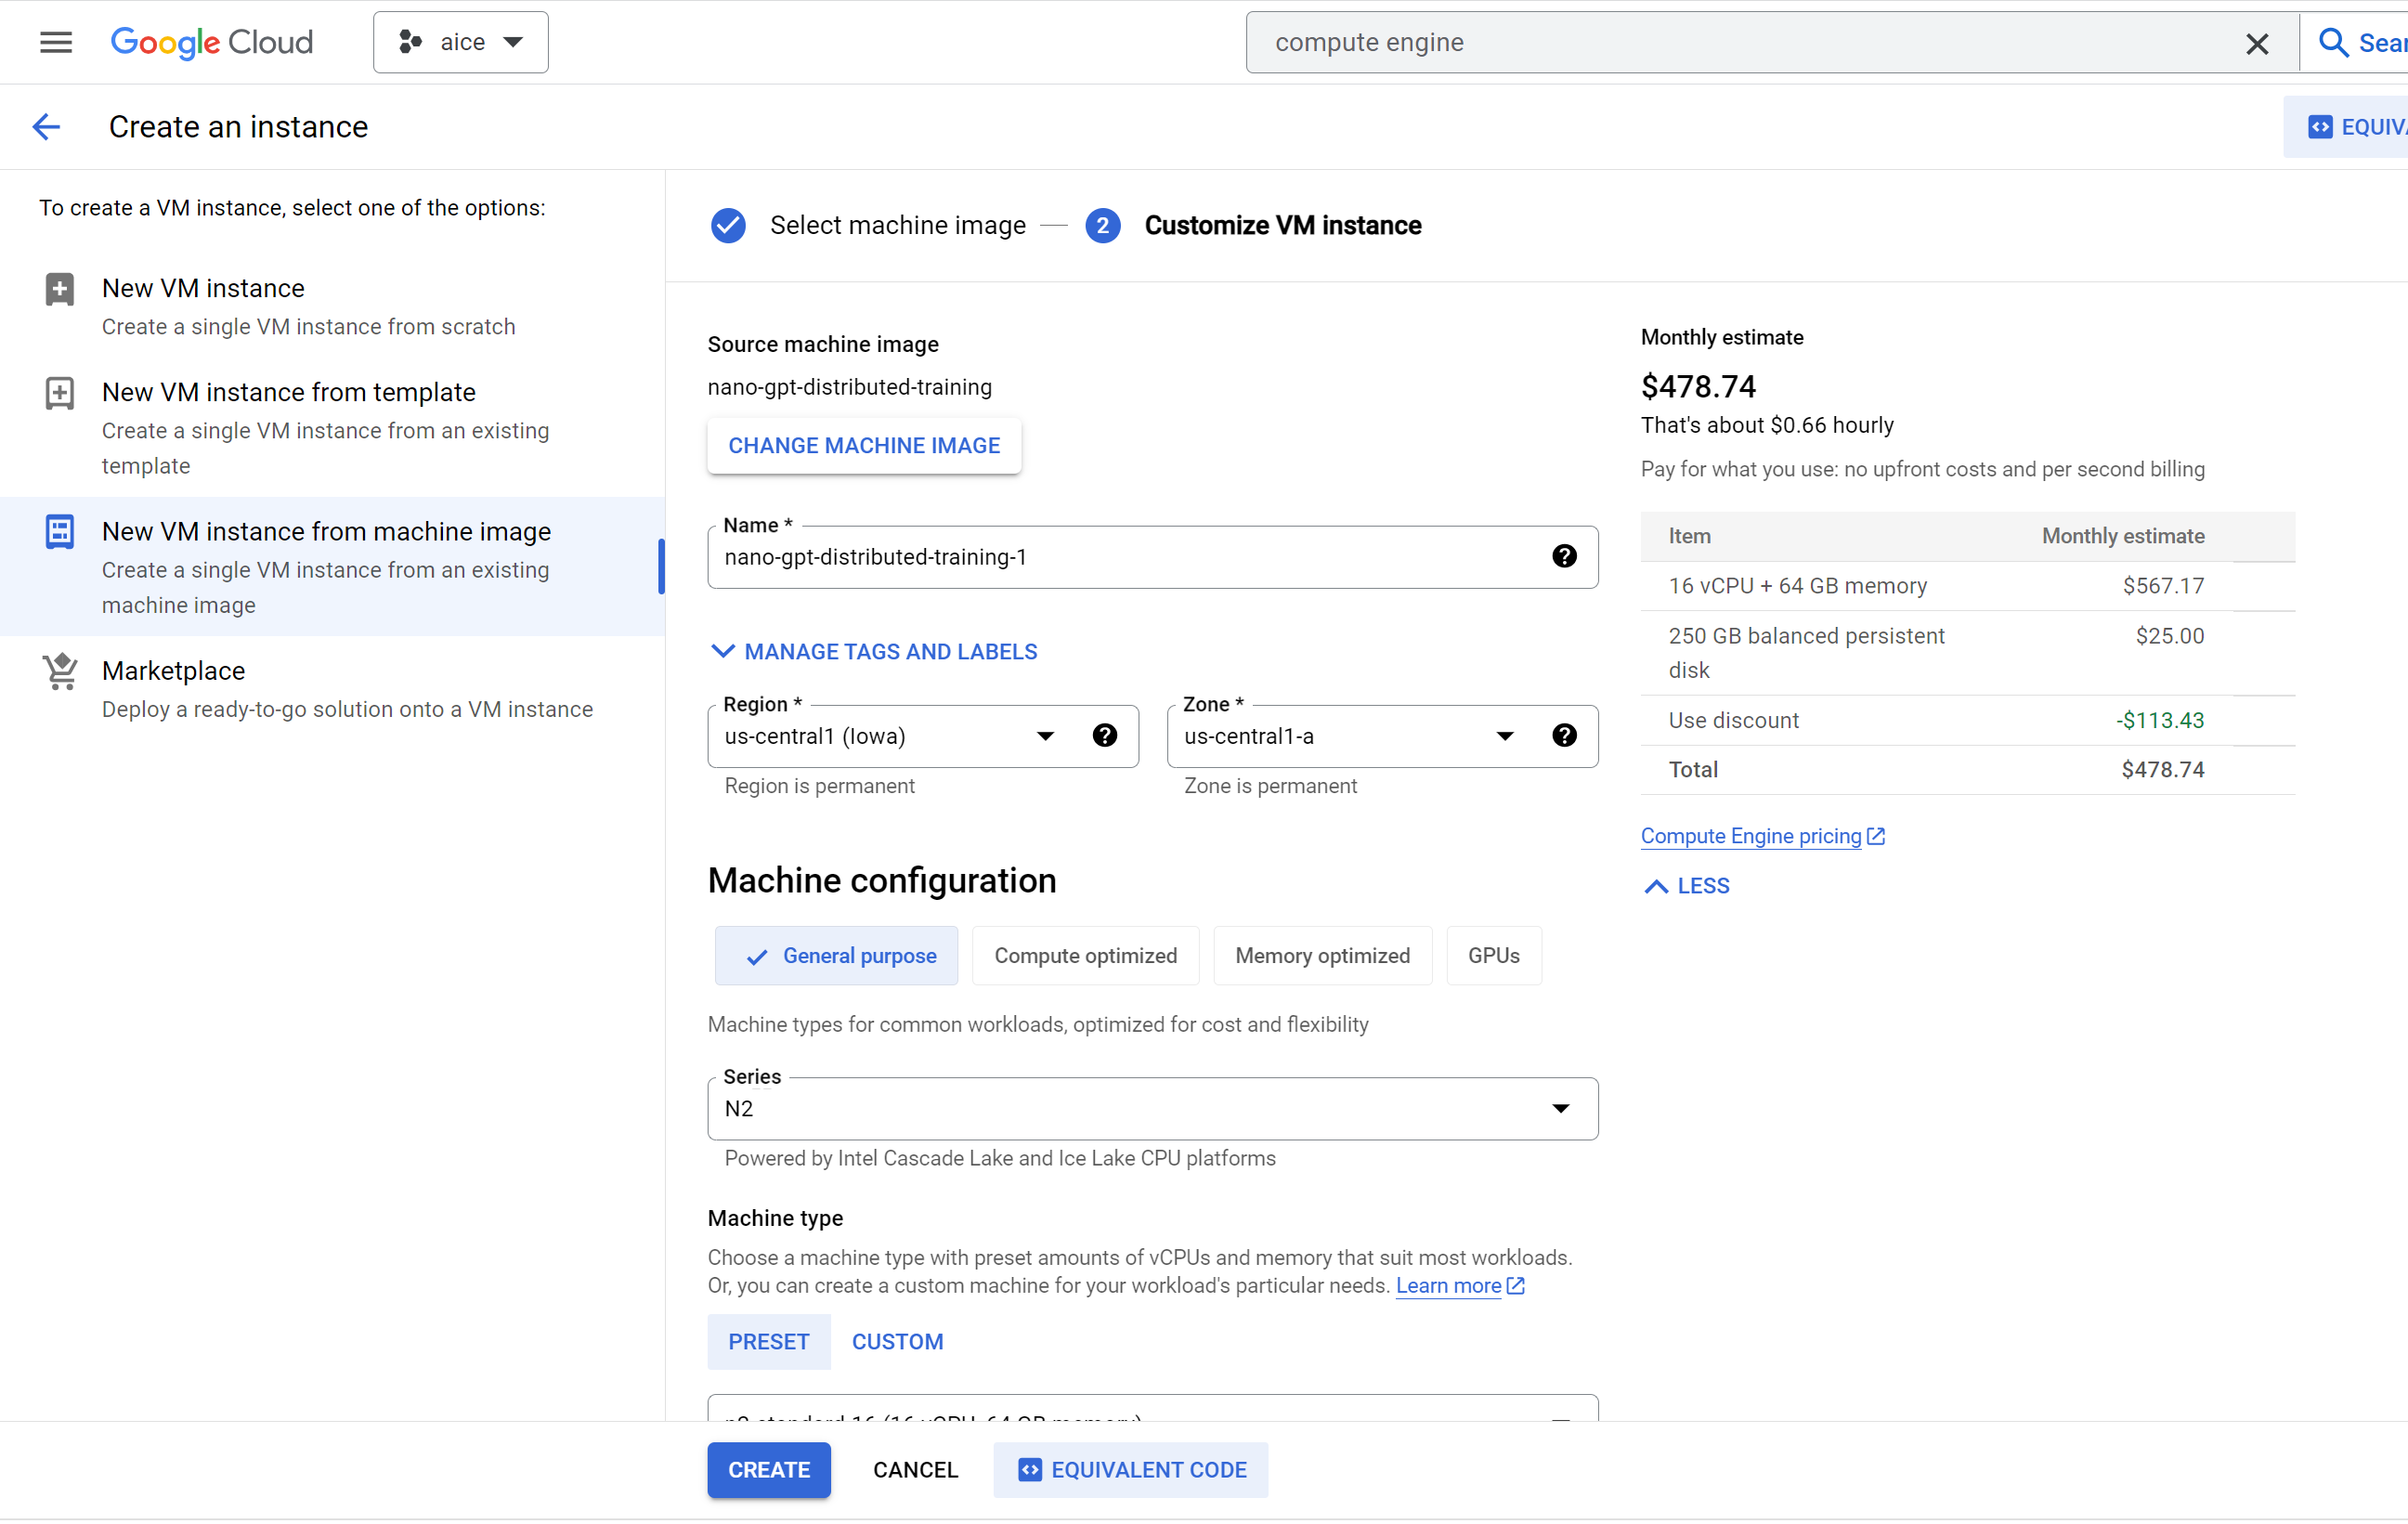 Google Cloud
aice
compute engine
Create an instance
To create a VM instance, select one of the options:
New VM instance
Create a single VM instance from scratch
New VM instance from template
Create a single VM instance from an existing
template
New VM instance from machine image
Create a single VM instance from an existing
machine image
Marketplace
Deploy a ready-to-go solution onto a VM instance
Select machine image
2 Customize VM instance
Source machine image
nano-gpt-distributed-training
CHANGE MACHINE IMAGE
Name *
nano-gpt-distributed-training-1
MANAGE TAGS AND LABELS
Region *
us-central1 (Iowa)
Region is permanent
Zone *
us-central1-a
Zone is permanent
Machine configuration
General purpose
Compute optimized
Memory optimized
GPUs
Machine types for common workloads, optimized for cost and flexibility
Series
N2
Powered by Intel Cascade Lake and Ice Lake CPU platforms
Machine type
Choose a machine type with preset amounts of vCPUs and memory that suit most workloads.
Or, you can create a custom machine for your workload's particular needs. Learn more
PRESET
CUSTOM
n2-standard-16 (16 vCPU, 64 GB memory)
CREATE
CANCEL
EQUIVALENT CODE
Monthly estimate
$478.74
That's about $0.66 hourly
Pay for what you use: no upfront costs and per second billing
Item Monthly estimate
16 vCPU + 64 GB memory $567.17
250 GB balanced persistent $25.00
disk
Use discount -$113.43
Total $478.74
Compute Engine pricing
LESS